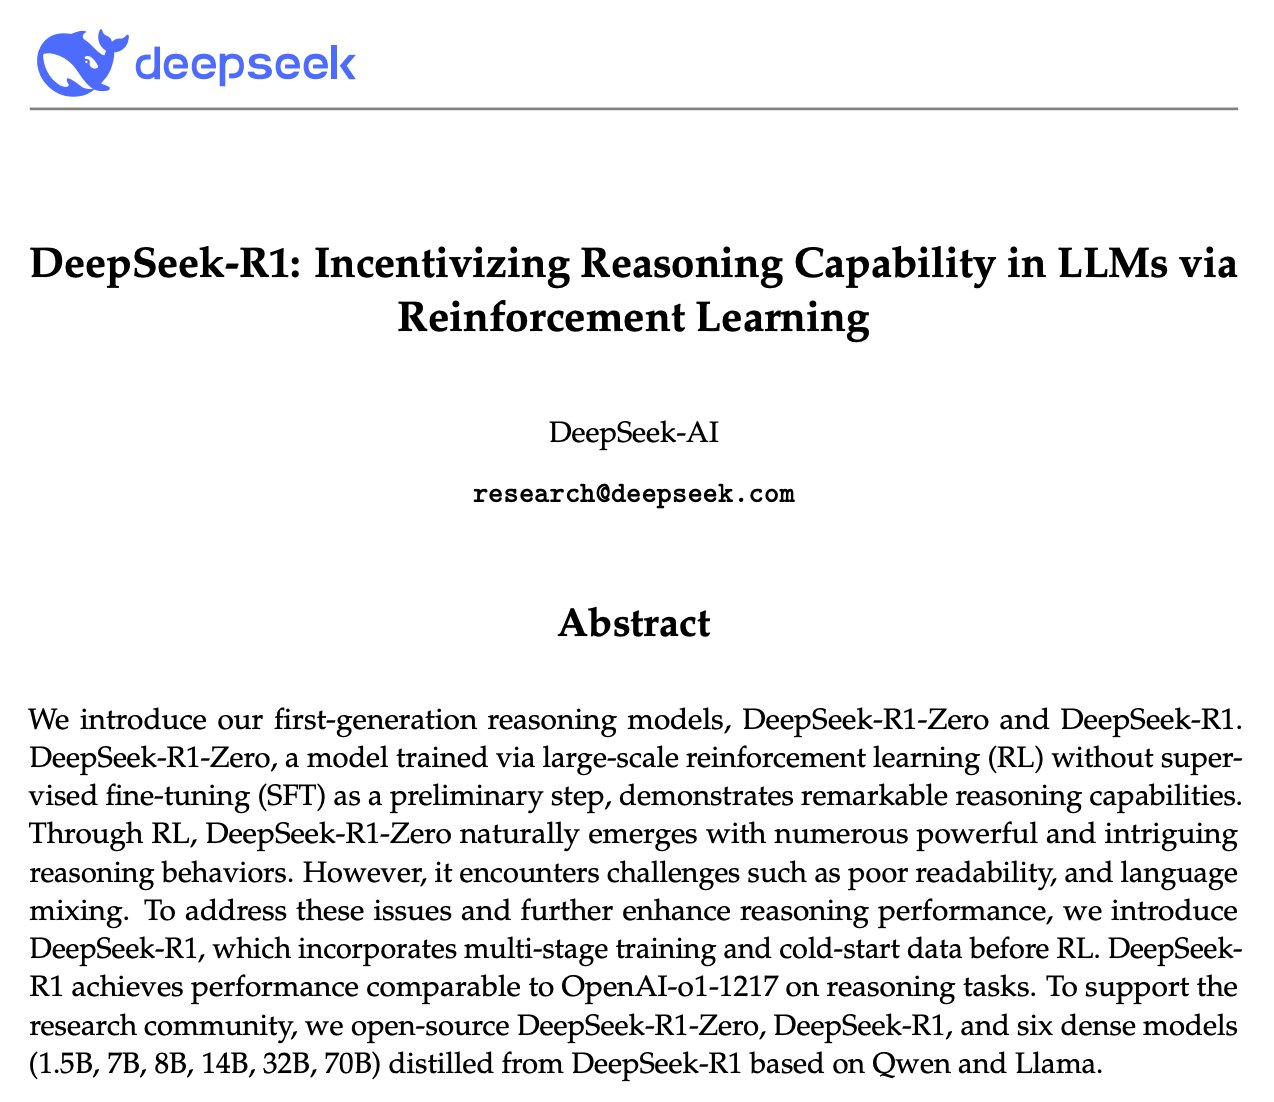 deepseek
DeepSeek-R1: Incentivizing Reasoning Capability in LLMs via
Reinforcement Learning
DeepSeek-AI
research@deepseek.com
Abstract
We introduce our first-generation reasoning models, DeepSeek-R1-Zero and DeepSeek-R1.
DeepSeek-R1-Zero, a model trained via large-scale reinforcement learning (RL) without super-
vised fine-tuning (SFT) as a preliminary step, demonstrates remarkable reasoning capabilities.
Through RL, DeepSeek-R1-Zero naturally emerges with numerous powerful and intriguing
reasoning behaviors. However, it encounters challenges such as poor readability, and language
mixing. To address these issues and further enhance reasoning performance, we introduce
DeepSeek-R1, which incorporates multi-stage training and cold-start data before RL. DeepSeek-
R1 achieves performance comparable to OpenAI-o1-1217 on reasoning tasks. To support the
research community, we open-source DeepSeek-R1-Zero, DeepSeek-R1, and six dense models
(1.5B, 7B, 8B, 14B, 32B, 70B) distilled from DeepSeek-R1 based on Qwen and Llama.